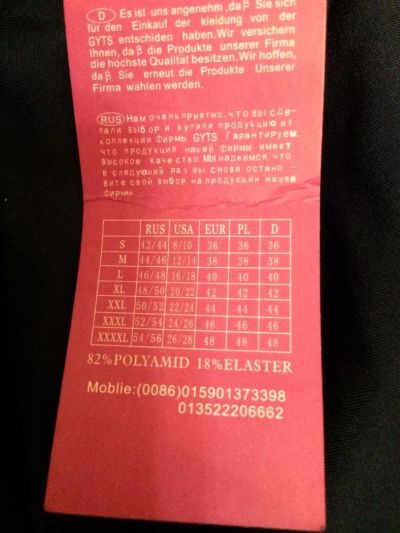 D Es ist uns angenehm ,daβ Sie sich
für den Einkauf der kleidung von der
GYTS entschiden haben.Wir versichern
Ihnen, daβ die Produkte unserer Firma
die höchste Qualität besitzen.Wir hoffen,
daβ Sie erneut die Produkte Unserer
Firma wählen werden.
RUS Нам очень приятно, что Вы сде-
лали выбор и купили продукцию из
коллекции Фирмы GYTS Гарантируем,
что продукция нашей фирмы имеет
Высокое Качество. Мы надеемся, что
в следующий раз вы снова остано-
вите свой выбор на продукции нашей
фирмы.
RUS USA EUR PL D
S 42/44 8/10 36 36 36
M 44/46 12/14 38 38 38
L 46/48 16/18 40 40 40
XL 48/50 20/22 42 42 42
XXL 50/52 22/24 44 44 44
XXXL 52/54 24/26 46 46 46
XXXXL 54/56 26/28 48 48 48
82%POLYAMID 18%ELASTER
Moblie:(0086)015901373398
013522206662